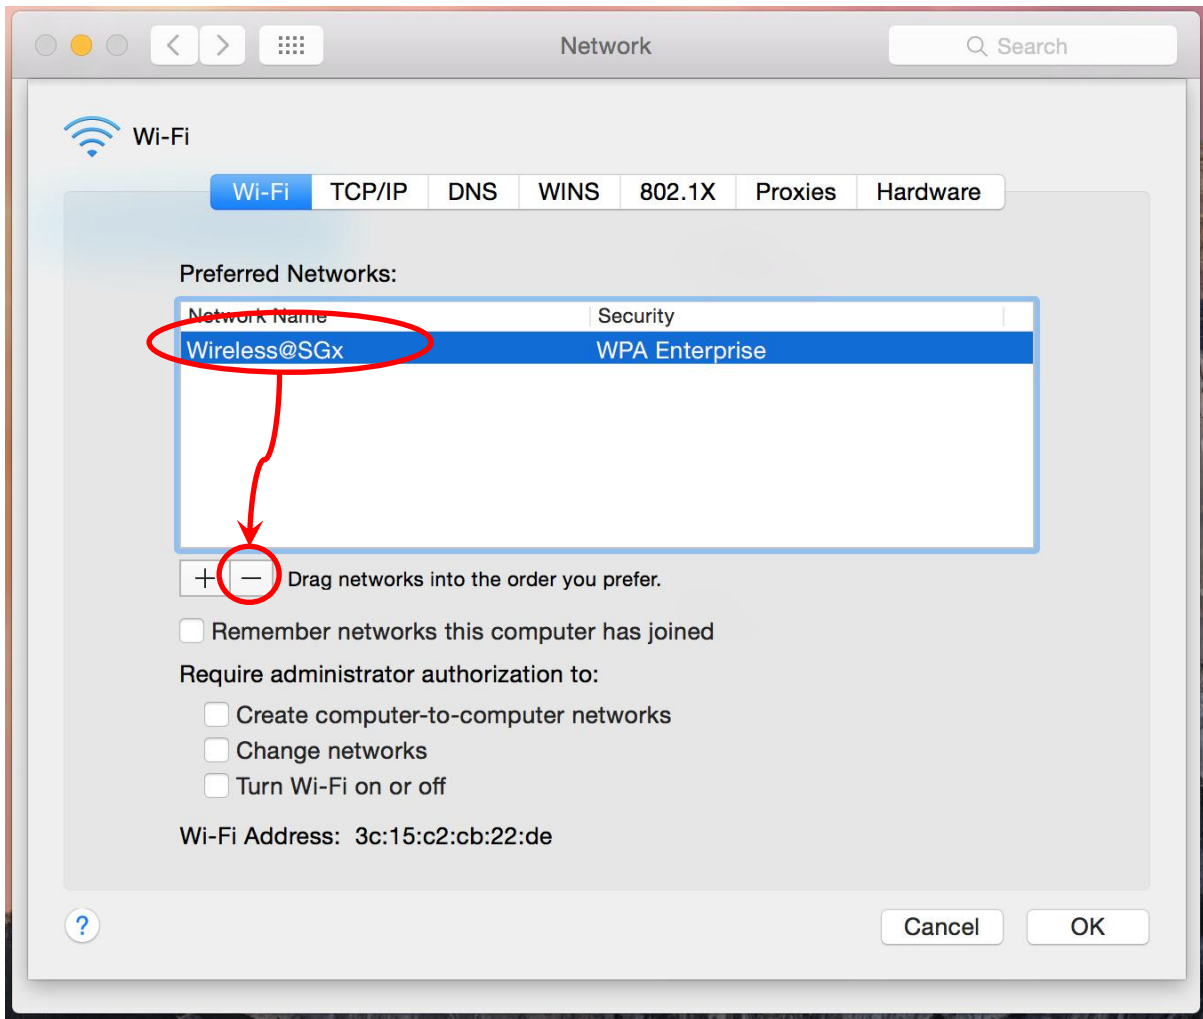 Network
Search
Wi-Fi
Wi-Fi TCP/IP DNS WINS 802.1X Proxies Hardware
Preferred Networks:
Network Name Security
Wireless@SGx WPA Enterprise
+ − Drag networks into the order you prefer.
Remember networks this computer has joined
Require administrator authorization to:
Create computer-to-computer networks
Change networks
Turn Wi-Fi on or off
Wi-Fi Address: 3c:15:c2:cb:22:de
? Cancel OK